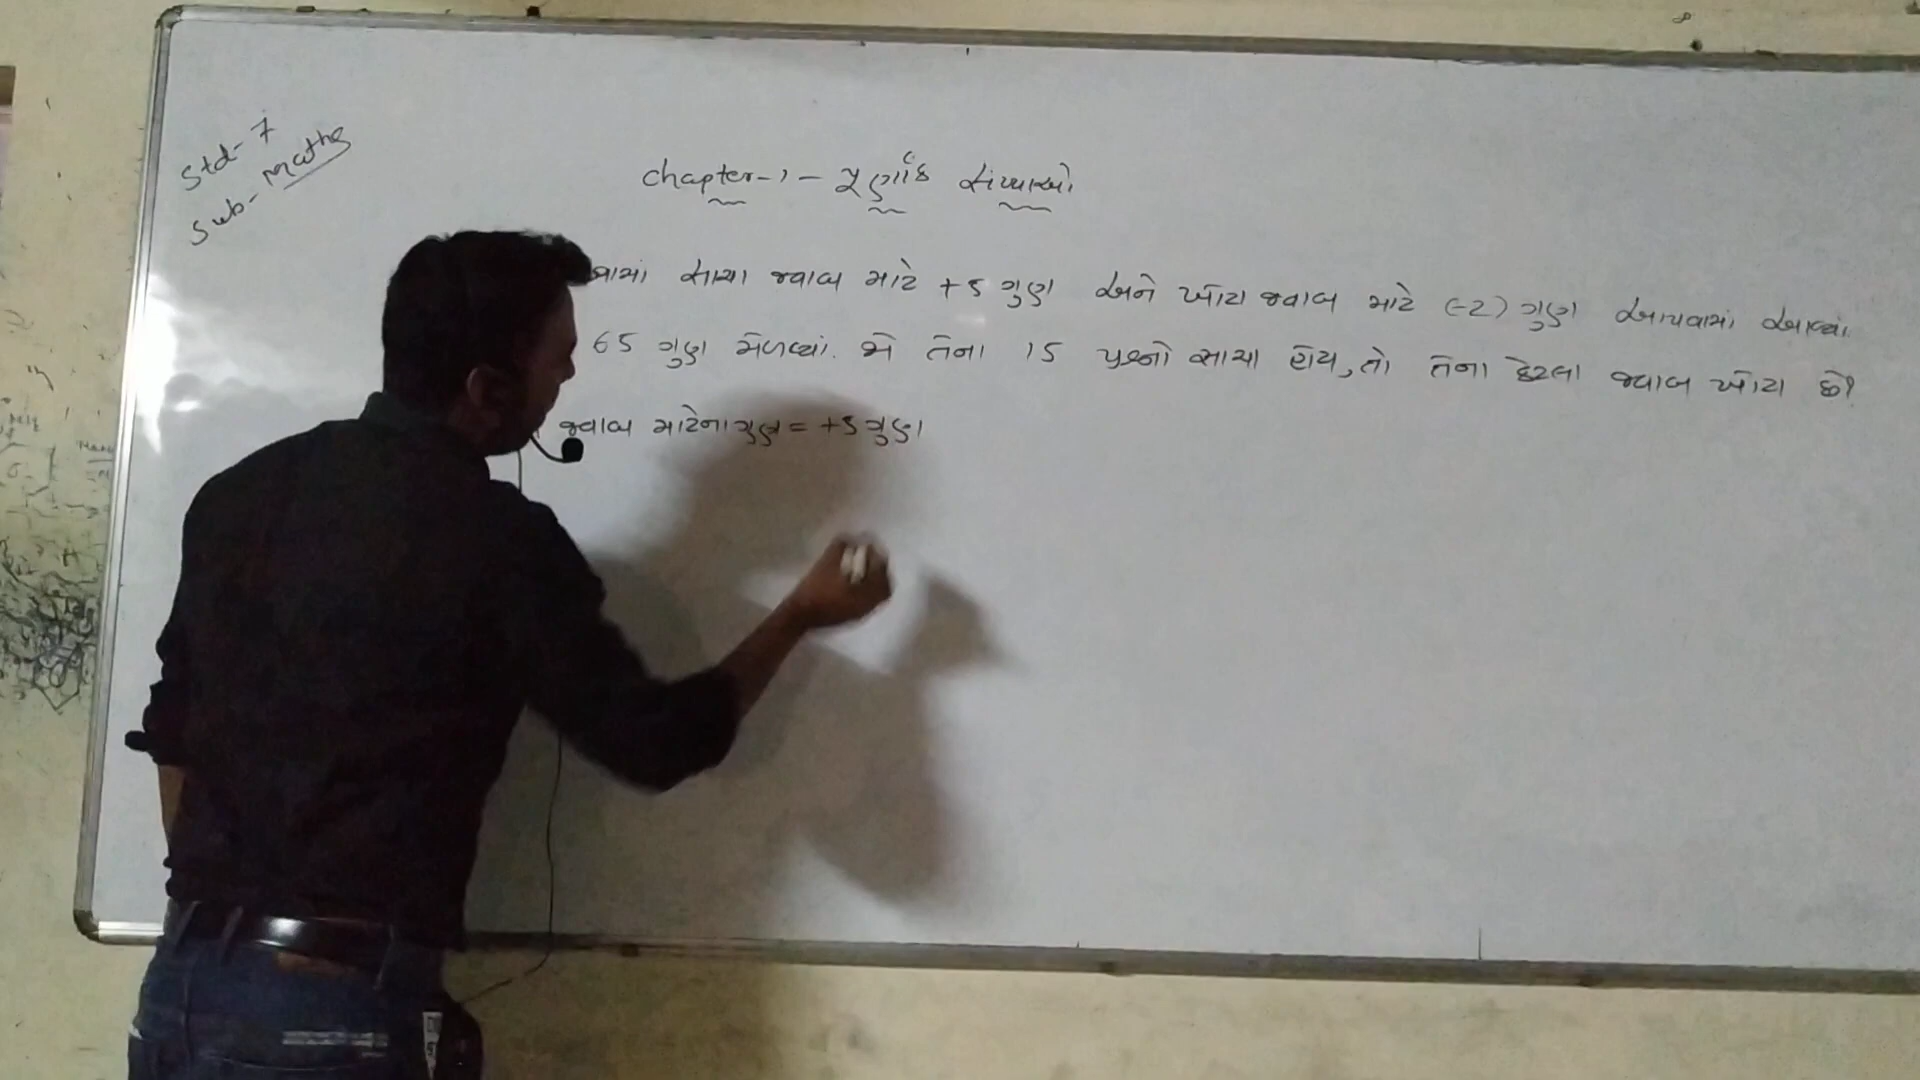 Std- 7
Sub- Maths
chapter-1 - પૂર્ણાંક સંખ્યાઓ
સાચા જવાબ માટે +5 ગુણ અને ખોટા જવાબ માટે (-2) ગુણ આપવામાં આવ્યાં.
65 ગુણ મેળવ્યાં. જો તેના 15 પ્રશ્નો સાચા હોય, તો તેના કેટલા જવાબ ખોટા છે?
જવાબ માટેના ગુણ = +5 ગુણ